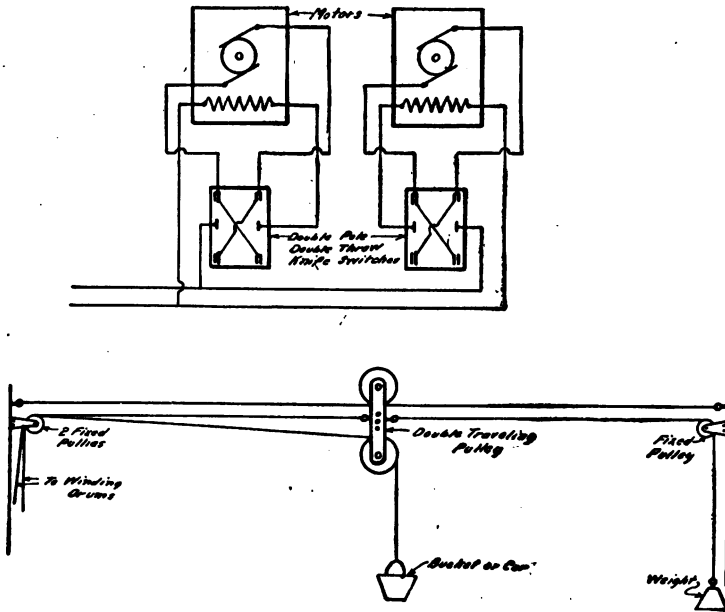 Motors
Double Pole
Double Throw
Knife Switches
2 Fixed
Pullies
Double Traveling
Pulley
Fixed
Pulley
To Winding
Drums
Bucket or Car
Weight